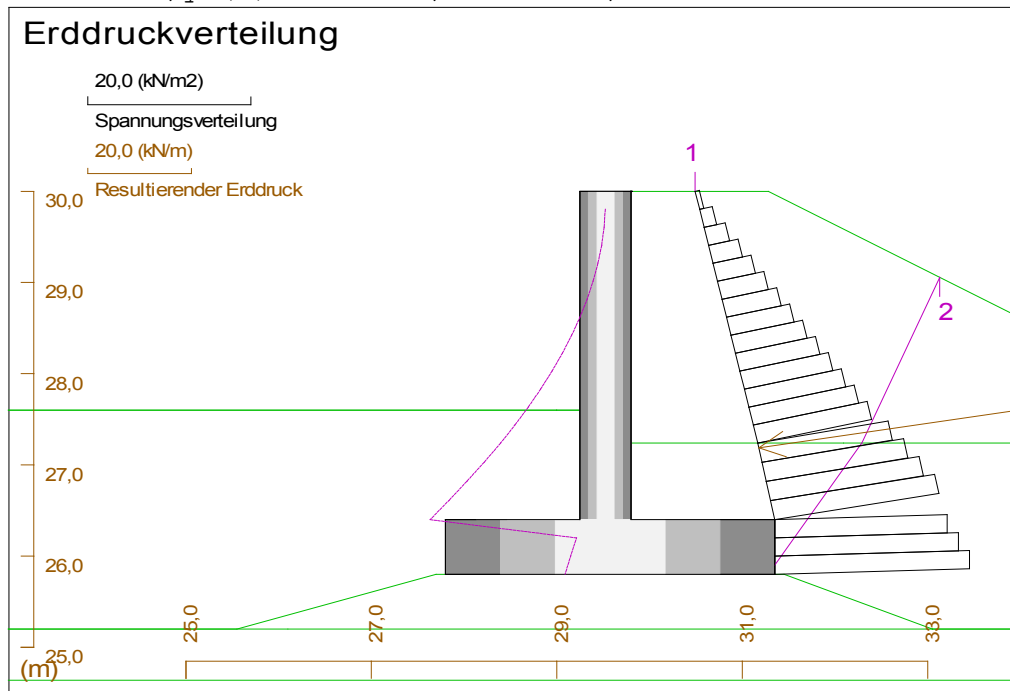 Erddruckverteilung
20,0 (kN/m2)
Spannungsverteilung
20,0 (kN/m)
Resultierender Erddruck
1
30,0
29,0
2
28,0
27,0
26,0
25,0
27,0
29,0
31,0
33,0
25,0
(m)